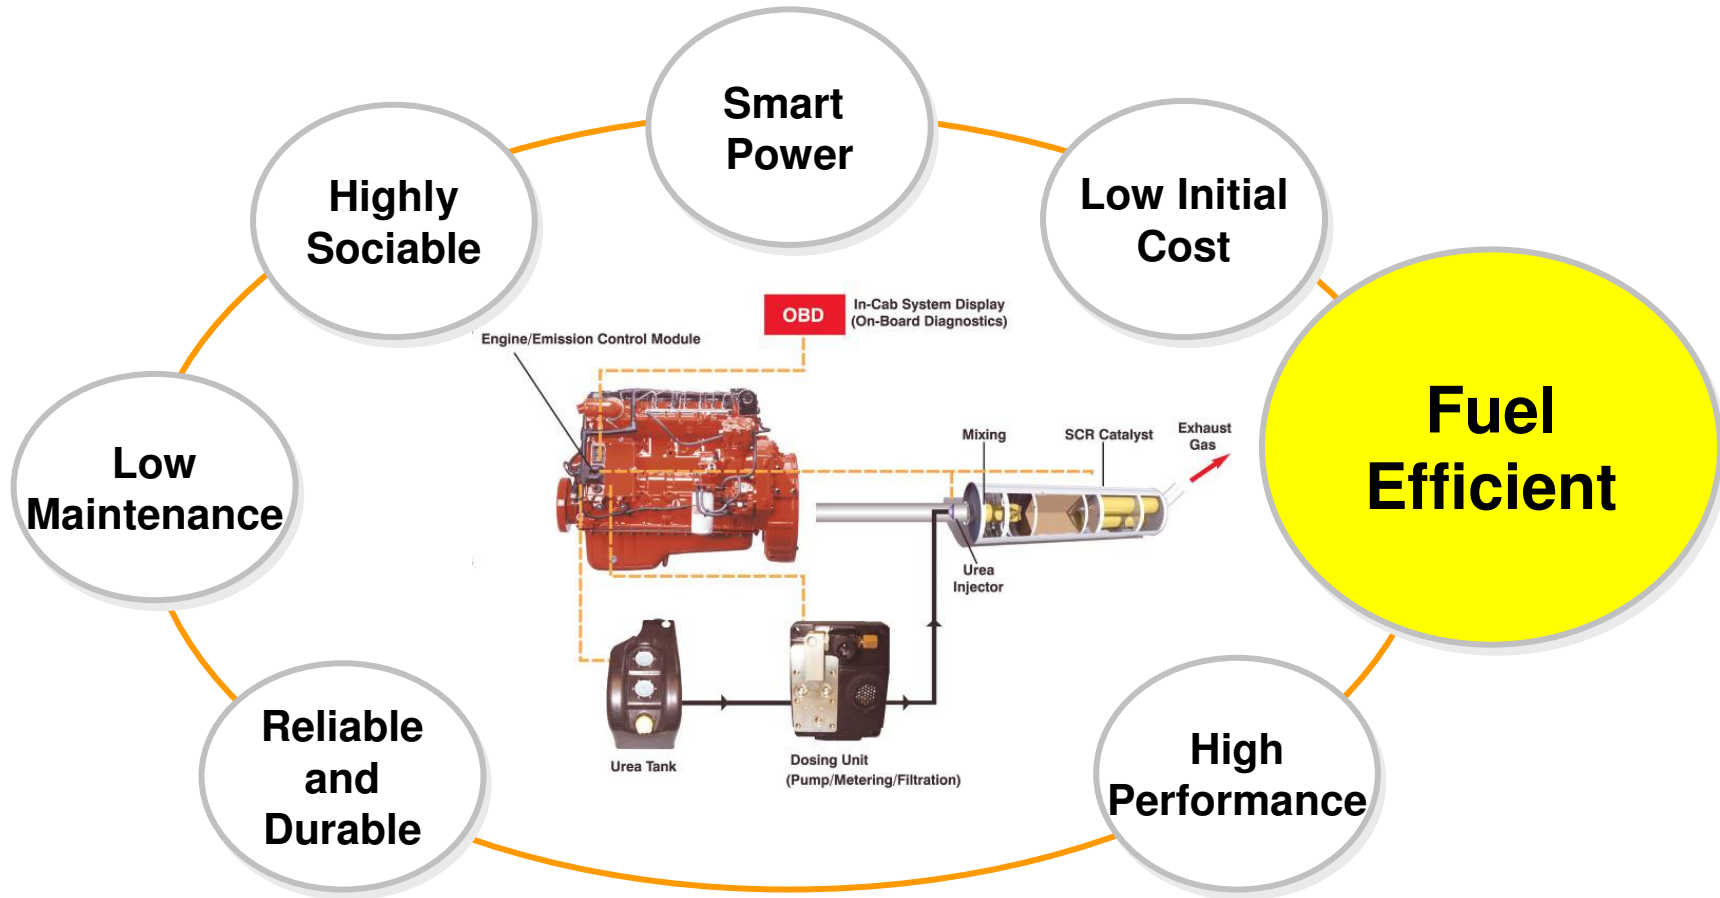 Smart
Power
Highly
Sociable
Low Initial
Cost
Fuel
Efficient
Low
Maintenance
Reliable
and
Durable
High
Performance
OBD
In-Cab System Display
(On-Board Diagnostics)
Engine/Emission Control Module
Mixing
SCR Catalyst
Exhaust
Gas
Urea
Injector
Urea Tank
Dosing Unit
(Pump/Metering/Filtration)